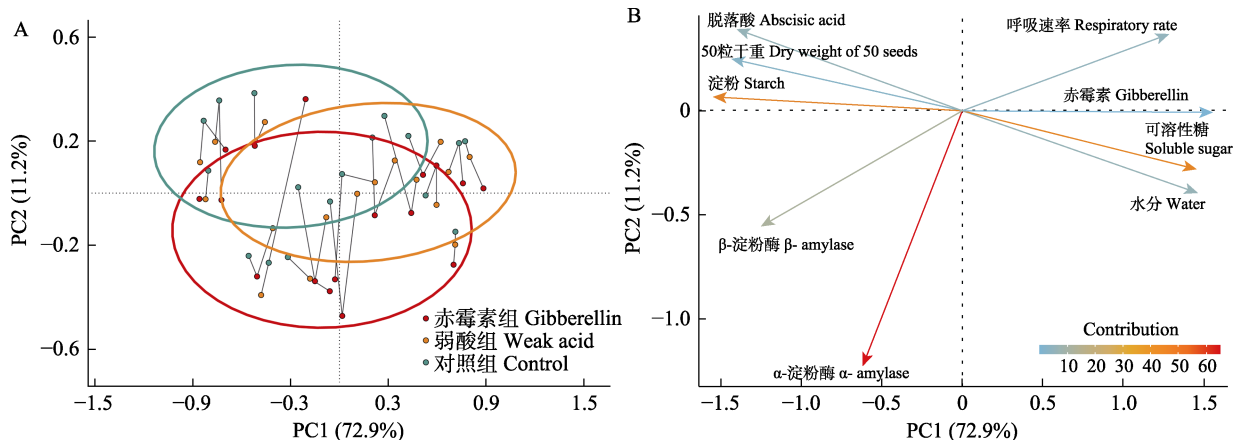 A
PC2 (11.2%)
0.6
0.2
−0.2
−0.6
赤霉素组 Gibberellin
弱酸组 Weak acid
对照组 Control
−1.5
−0.9
−0.3
0.3
0.9
1.5
PC1 (72.9%)
B
PC2 (11.2%)
0
−0.5
−1.0
脱落酸 Abscisic acid
呼吸速率 Respiratory rate
50粒干重 Dry weight of 50 seeds
淀粉 Starch
赤霉素 Gibberellin
可溶性糖
Soluble sugar
水分 Water
β-淀粉酶 β- amylase
α-淀粉酶 α- amylase
Contribution
10 20 30 40 50 60
−1.5
−1.0
−0.5
0
0.5
1.0
1.5
PC1 (72.9%)